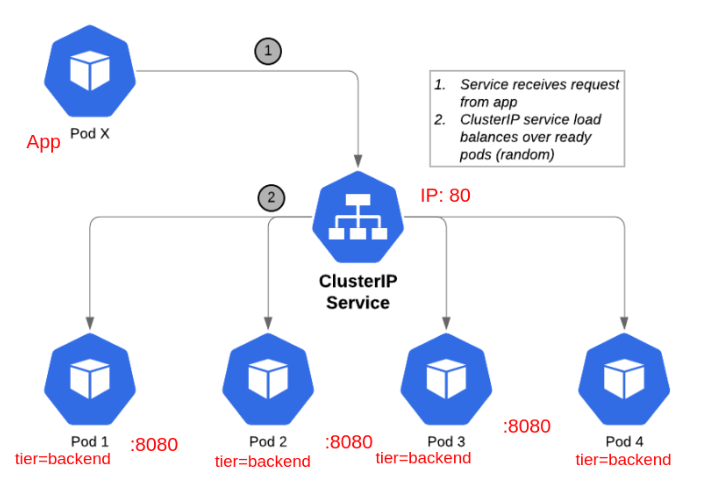 1
1. Service receives request
from app
2. ClusterIP service load
balances over ready
pods (random)
App
Pod X
2
IP: 80
ClusterIP
Service
Pod 1
:8080
Pod 2
:8080
Pod 3
:8080
Pod 4
tier=backend
tier=backend
tier=backend
tier=backend